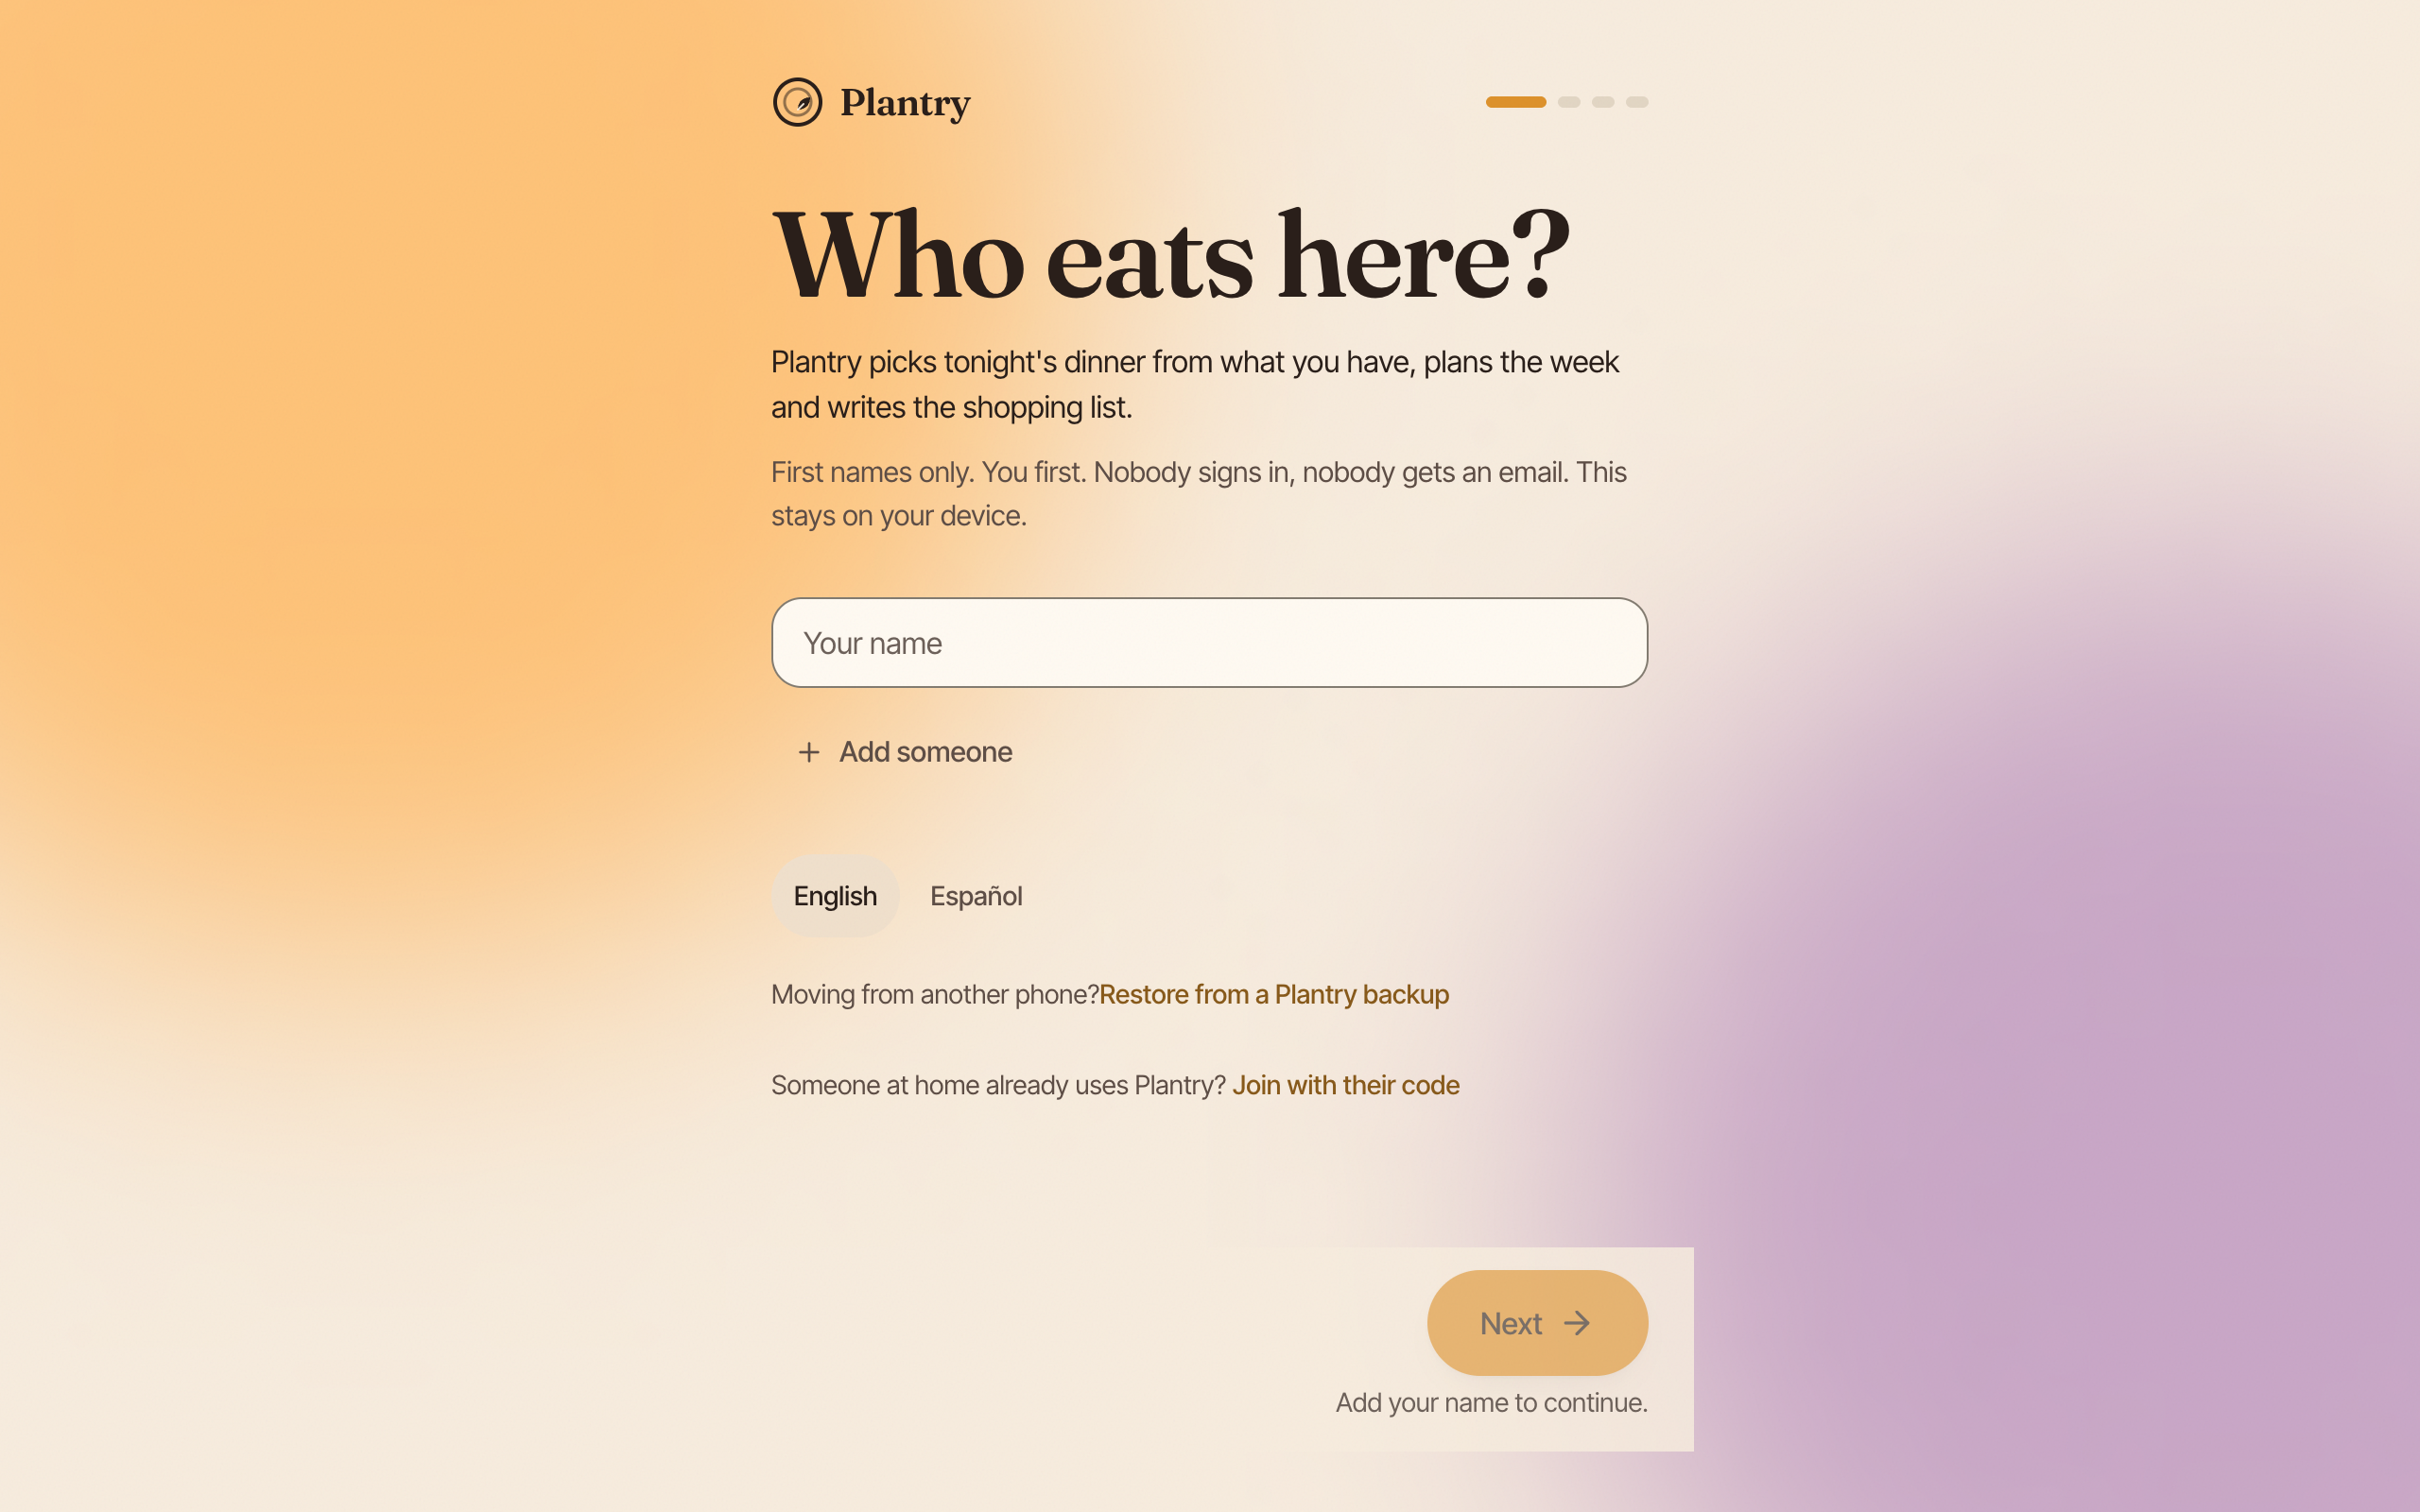 Plantry
Who eats here?
Plantry picks tonight's dinner from what you have, plans the week
and writes the shopping list.
First names only. You first. Nobody signs in, nobody gets an email. This
stays on your device.
Your name
+ Add someone
English Español
Moving from another phone?Restore from a Plantry backup
Someone at home already uses Plantry? Join with their code
Next →
Add your name to continue.